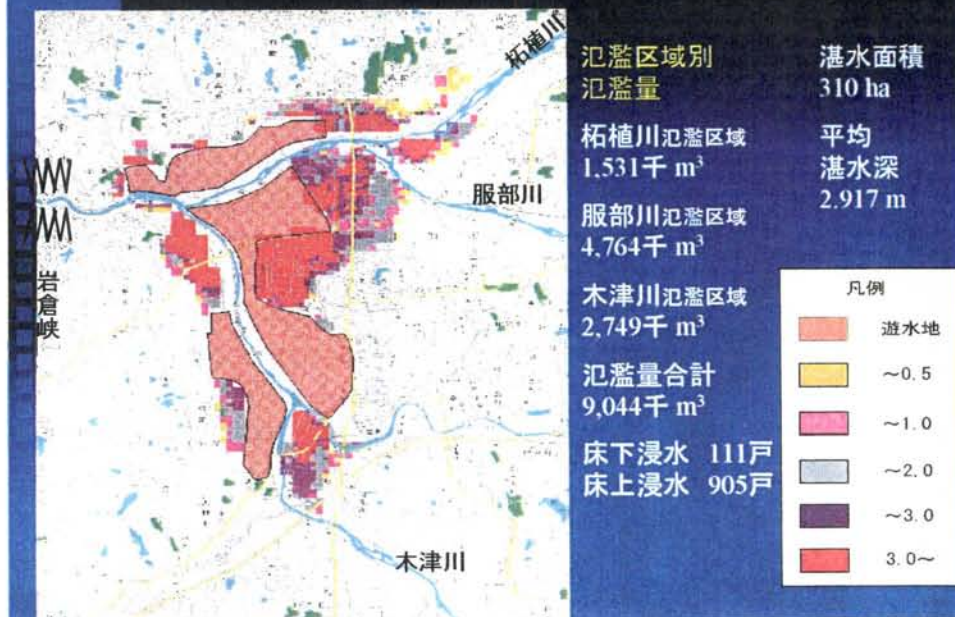 柘植川
服部川
岩倉峡
木津川
氾濫区域別
氾濫量
柘植川氾濫区域
1,531千 m³
服部川氾濫区域
4,764千 m³
木津川氾濫区域
2,749千 m³
氾濫量合計
9,044千 m³
床下浸水 111戸
床上浸水 905戸
湛水面積
310 ha
平均
湛水深
2.917 m
凡例
遊水地
～0.5
～1.0
～2.0
～3.0
3.0～